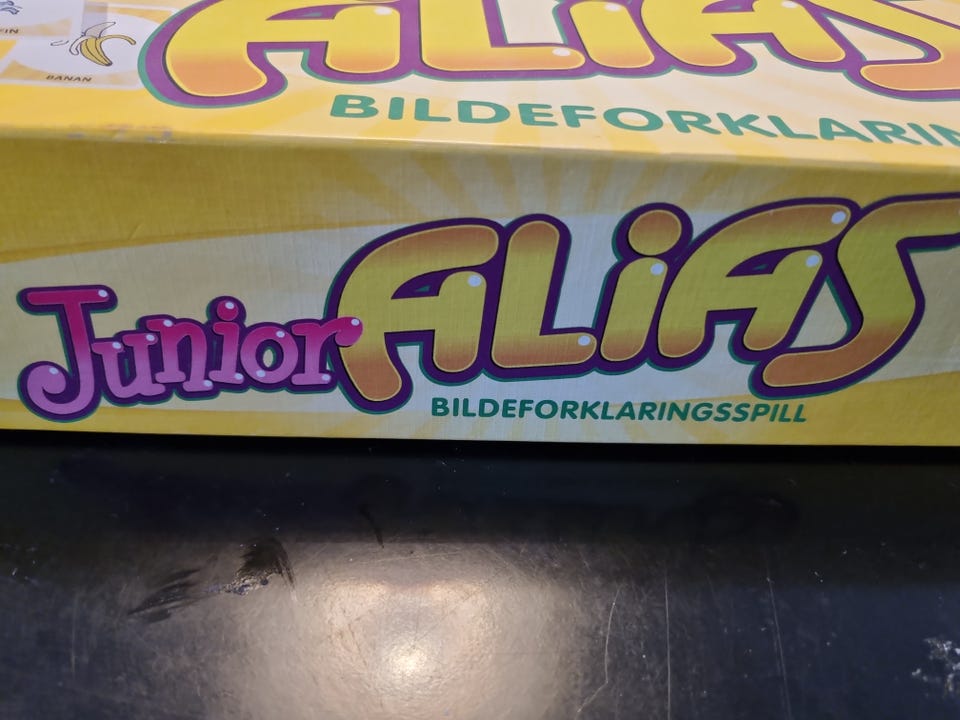 BANAN
ALiAS
BILDEFORKLARIN
Junior ALiAS
BILDEFORKLARINGSSPILL